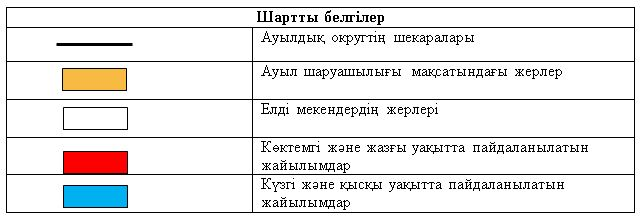 Шартты белгілер
Ауылдық округтің шекаралары
Ауыл шаруашылығы мақсатындағы жерлер
Елді мекендердің жерлері
Көктемгі және жазғы уақытта пайдаланылатын
жайылымдар
Күзгі және қысқы уақытта пайдаланылатын
жайылымдар